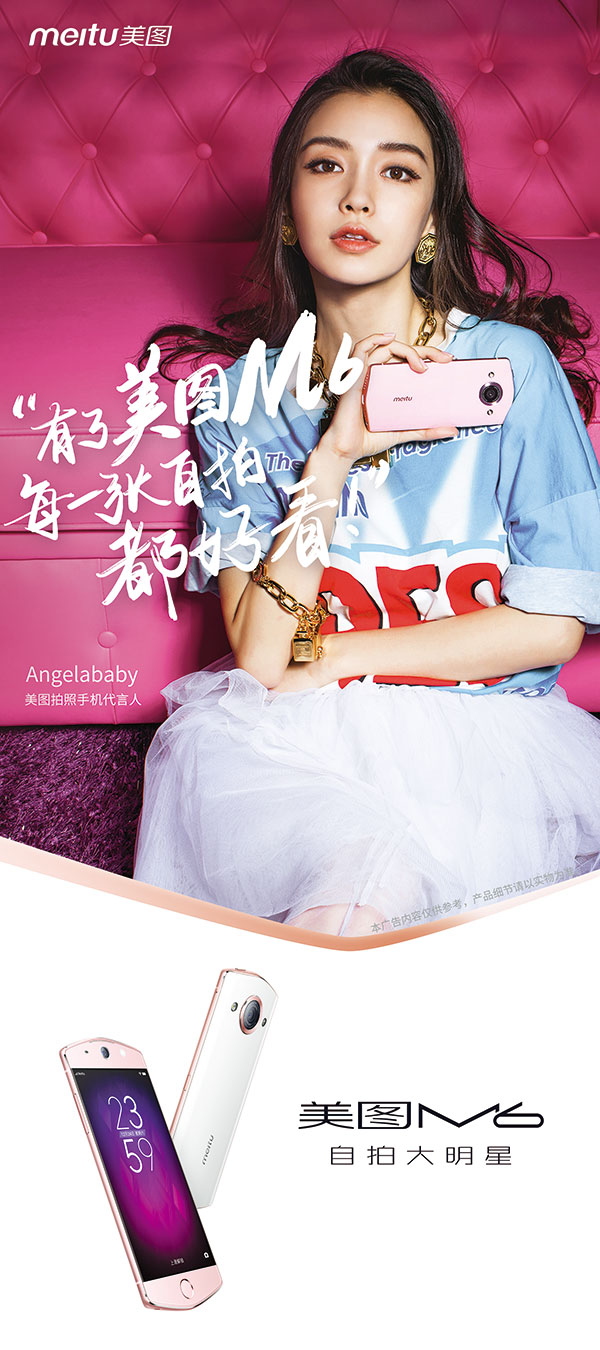 meitu美图
“有了美图M6
每一张自拍
都好看!”
meitu
The
Fragrance
DES
Angelababy
美图拍照手机代言人
本广告内容仅供参考，产品细节请以实物为准
23
59
meitu
美图M6
自拍大明星